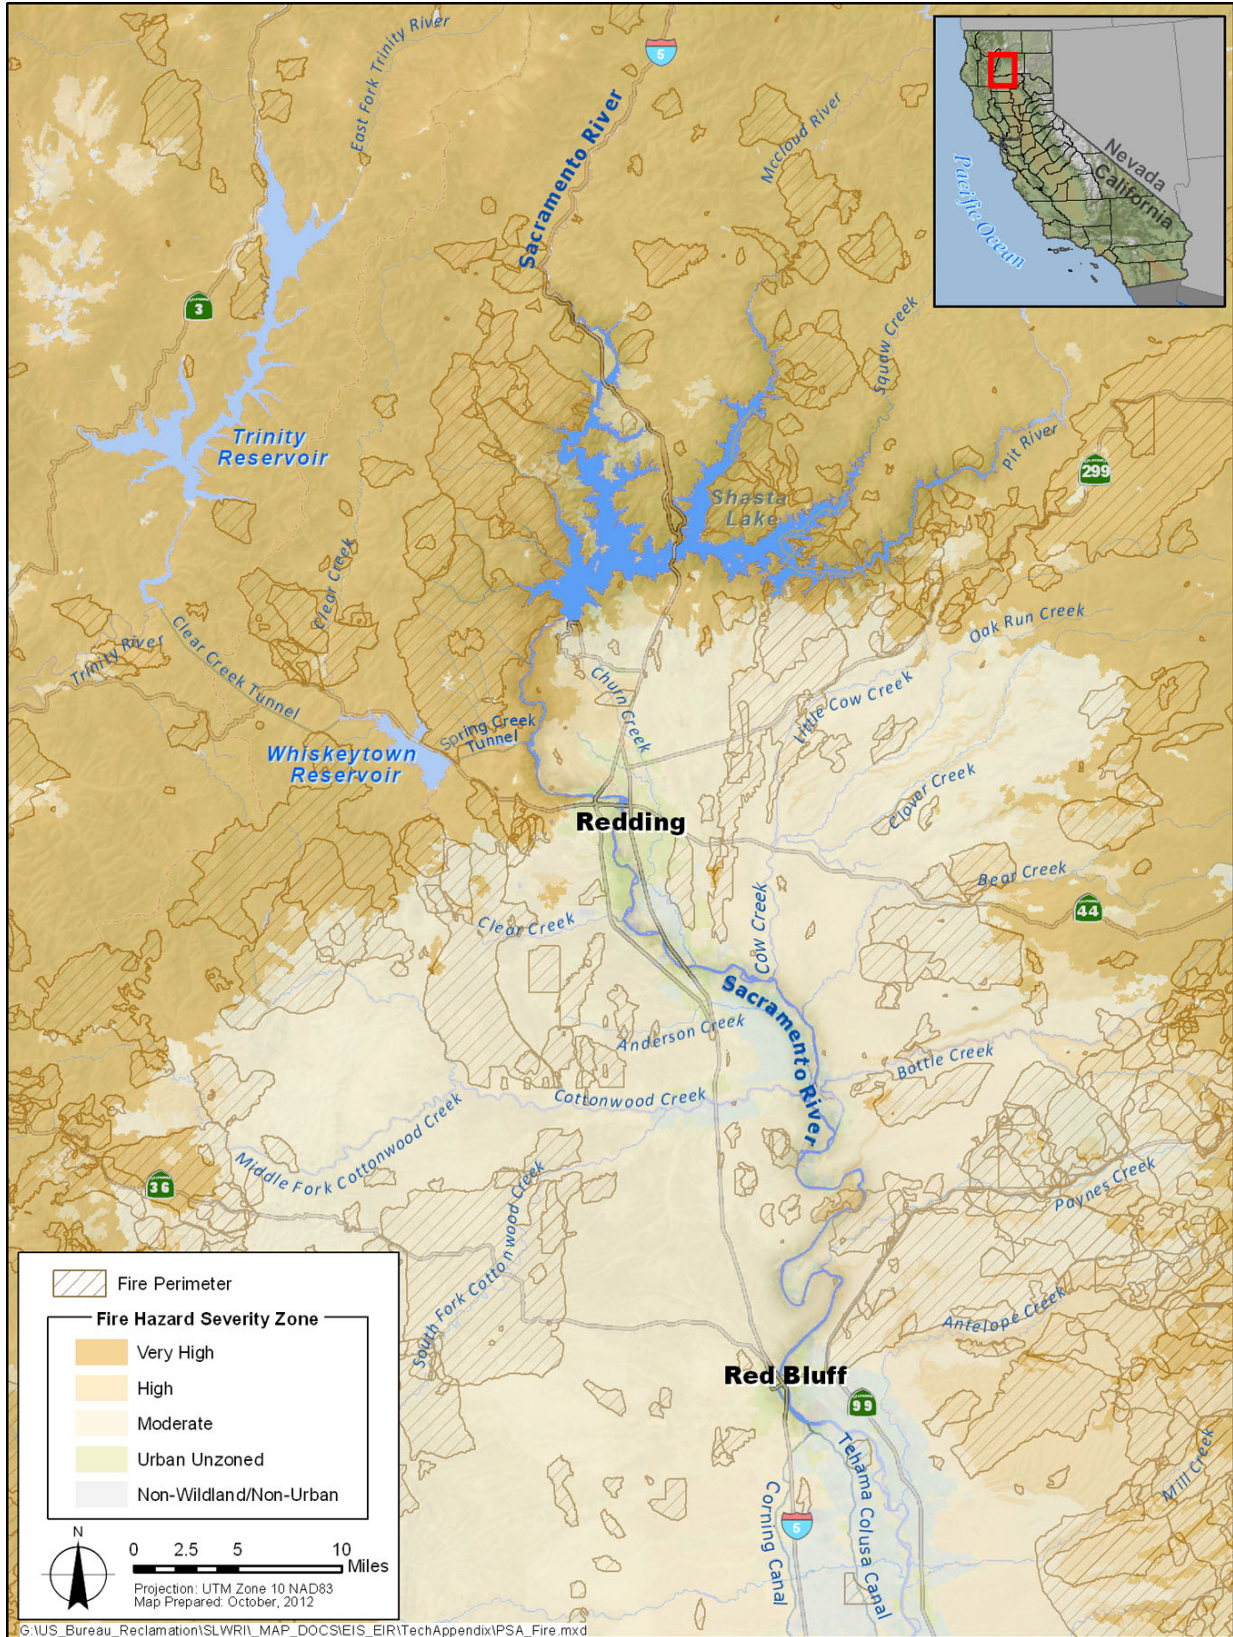 East Fork Trinity River
5
Sacramento River
Mccloud River
Nevada
California
Pacific Ocean
3
Squaw Creek
Trinity
Reservoir
Pit River
299
Shasta
Lake
Clear Creek
Oak Run Creek
Trinity River
Clear Creek Tunnel
Churn Creek
Little Cow Creek
Spring Creek
Tunnel
Whiskeytown
Reservoir
Clover Creek
Redding
Bear Creek
44
Clear Creek
Cow Creek
Sacramento River
Anderson Creek
Battle Creek
Cottonwood Creek
Middle Fork Cottonwood Creek
36
Paynes Creek
South Fork Cottonwood Creek
Antelope Creek
Red Bluff
99
Mill Creek
Tehama Colusa Canal
Corning Canal
5
Fire Perimeter
Fire Hazard Severity Zone
Very High
High
Moderate
Urban Unzoned
Non-Wildland/Non-Urban
N
0 2.5 5 10
Miles
Projection: UTM Zone 10 NAD83
Map Prepared: October, 2012
G:\US_Bureau_Reclamation\SLWRI\_MAP_DOCS\EIS_EIR\TechAppendix\PSA_Fire.mxd